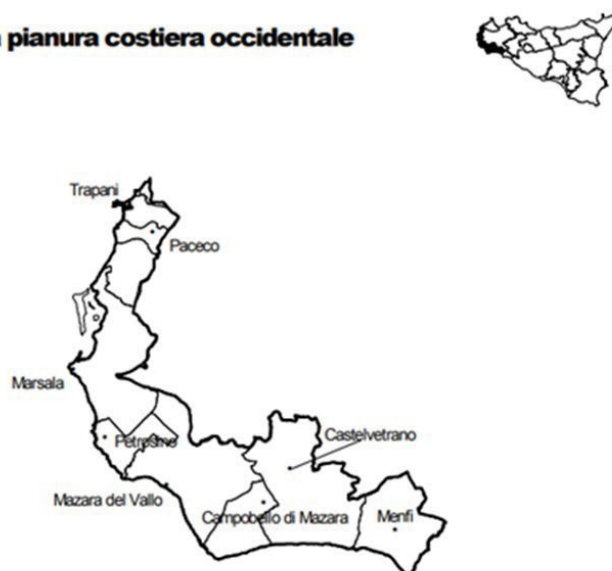 pianura costiera occidentale
Trapani
Paceco
Marsala
Petrosino
Castelvetrano
Mazara del Vallo
Campobello di Mazara
Menfi